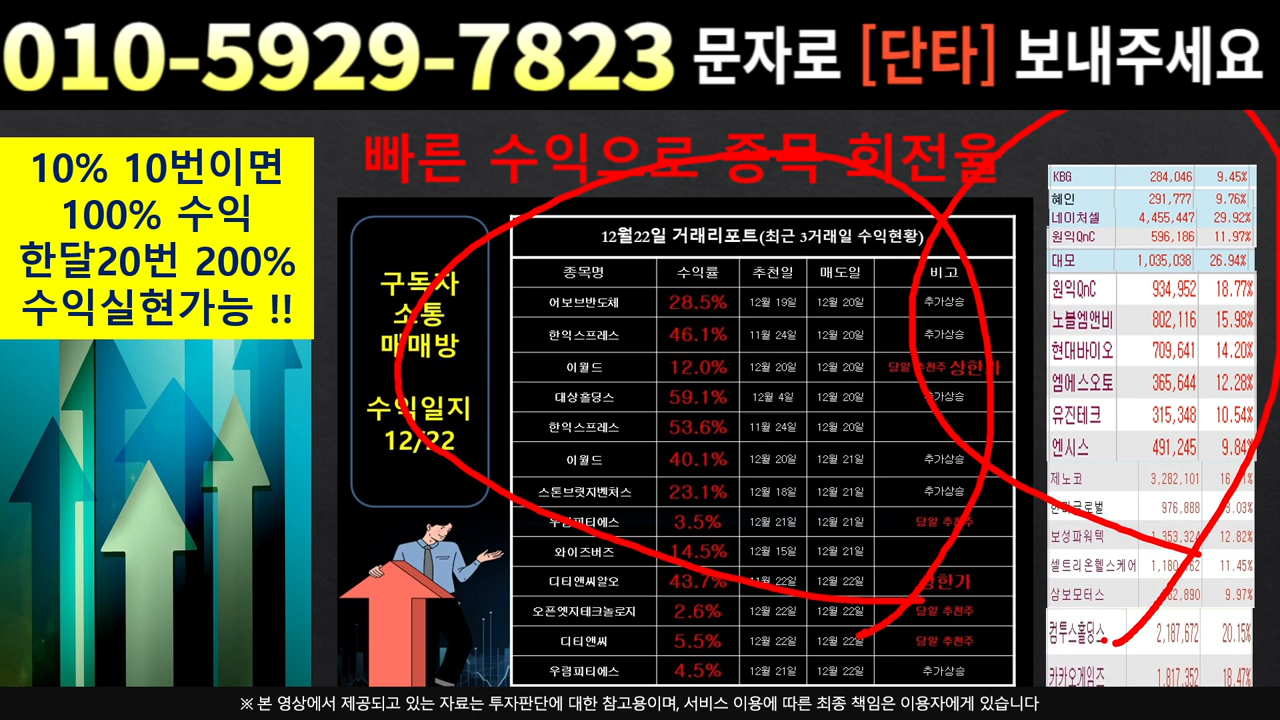 010-5929-7823 문자로 [단타] 보내주세요
빠른 수익으로 종목 회전율
10% 10번이면
100% 수익
한달20번 200%
수익실현가능 !!
구독자
소통
매매방
수익일지
12/22
12월22일 거래리포트(최근 3거래일 수익현황)
종목명 수익률 추천일 매도일 비고
어보브반도체 28.5% 12월 19일 12월 20일 추가상승
한익스프레스 46.1% 11월 24일 12월 20일 추가상승
이월드 12.0% 12월 20일 12월 20일 당일 추천주 상한가
대상홀딩스 59.1% 12월 4일 12월 20일 추가상승
한익스프레스 53.6% 11월 24일 12월 20일
이월드 40.1% 12월 20일 12월 21일 추가상승
스톤브릿지벤처스 23.1% 12월 18일 12월 21일 추가상승
우림피티에스 3.5% 12월 21일 12월 21일 당일 추천주
와이즈버즈 14.5% 12월 15일 12월 21일
디티앤씨알오 43.7% 11월 22일 12월 22일 상한가
오픈엣지테크놀로지 2.6% 12월 22일 12월 22일 당일 추천주
디티앤씨 5.5% 12월 22일 12월 22일 당일 추천주
우림피티에스 4.5% 12월 21일 12월 22일 추가상승
KBG 284,046 9.45%
혜인 291,777 9.76%
네이처셀 4,455,447 29.92%
원익QnC 596,186 11.97%
대모 1,035,038 26.94%
원익QnC 934,952 18.77%
노블엠앤비 802,116 15.98%
현대바이오 709,641 14.20%
엠에스오토 365,644 12.28%
유진테크 315,348 10.54%
엔시스 491,245 9.84%
제노코 3,282,101
976,888
보성파워텍 1,353,324 12.82%
셀트리온헬스케어 11.45%
삼보모터스 9.97%
컴투스홀딩스 2,187,672 20.15%
카카오게임즈 1,817,352 18.47%
※ 본 영상에서 제공되고 있는 자료는 투자판단에 대한 참고용이며, 서비스 이용에 따른 최종 책임은 이용자에게 있습니다